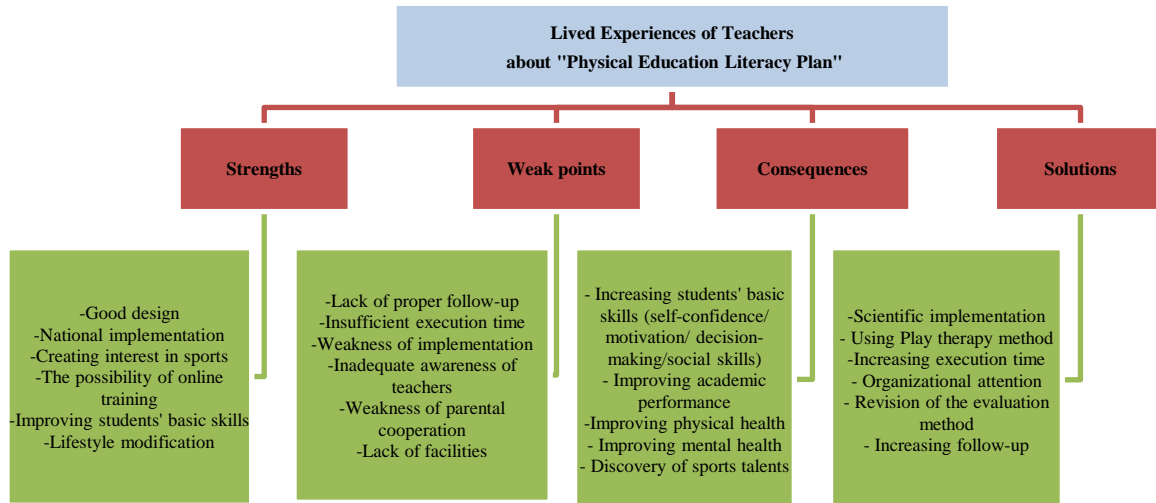 Lived Experiences of Teachers
about "Physical Education Literacy Plan"
Strengths
Weak points
Consequences
Solutions
-Good design
-National implementation
-Creating interest in sports
-The possibility of online
training
-Improving students' basic skills
-Lifestyle modification
-Lack of proper follow-up
-Insufficient execution time
-Weakness of implementation
-Inadequate awareness of
teachers
-Weakness of parental
cooperation
-Lack of facilities
- Increasing students' basic
skills (self-confidence/
motivation/ decision-
making/social skills)
- Improving academic
performance
-Improving physical health
- Improving mental health
- Discovery of sports talents
-Scientific implementation
- Using Play therapy method
-Increasing execution time
- Organizational attention
- Revision of the evaluation
method
- Increasing follow-up